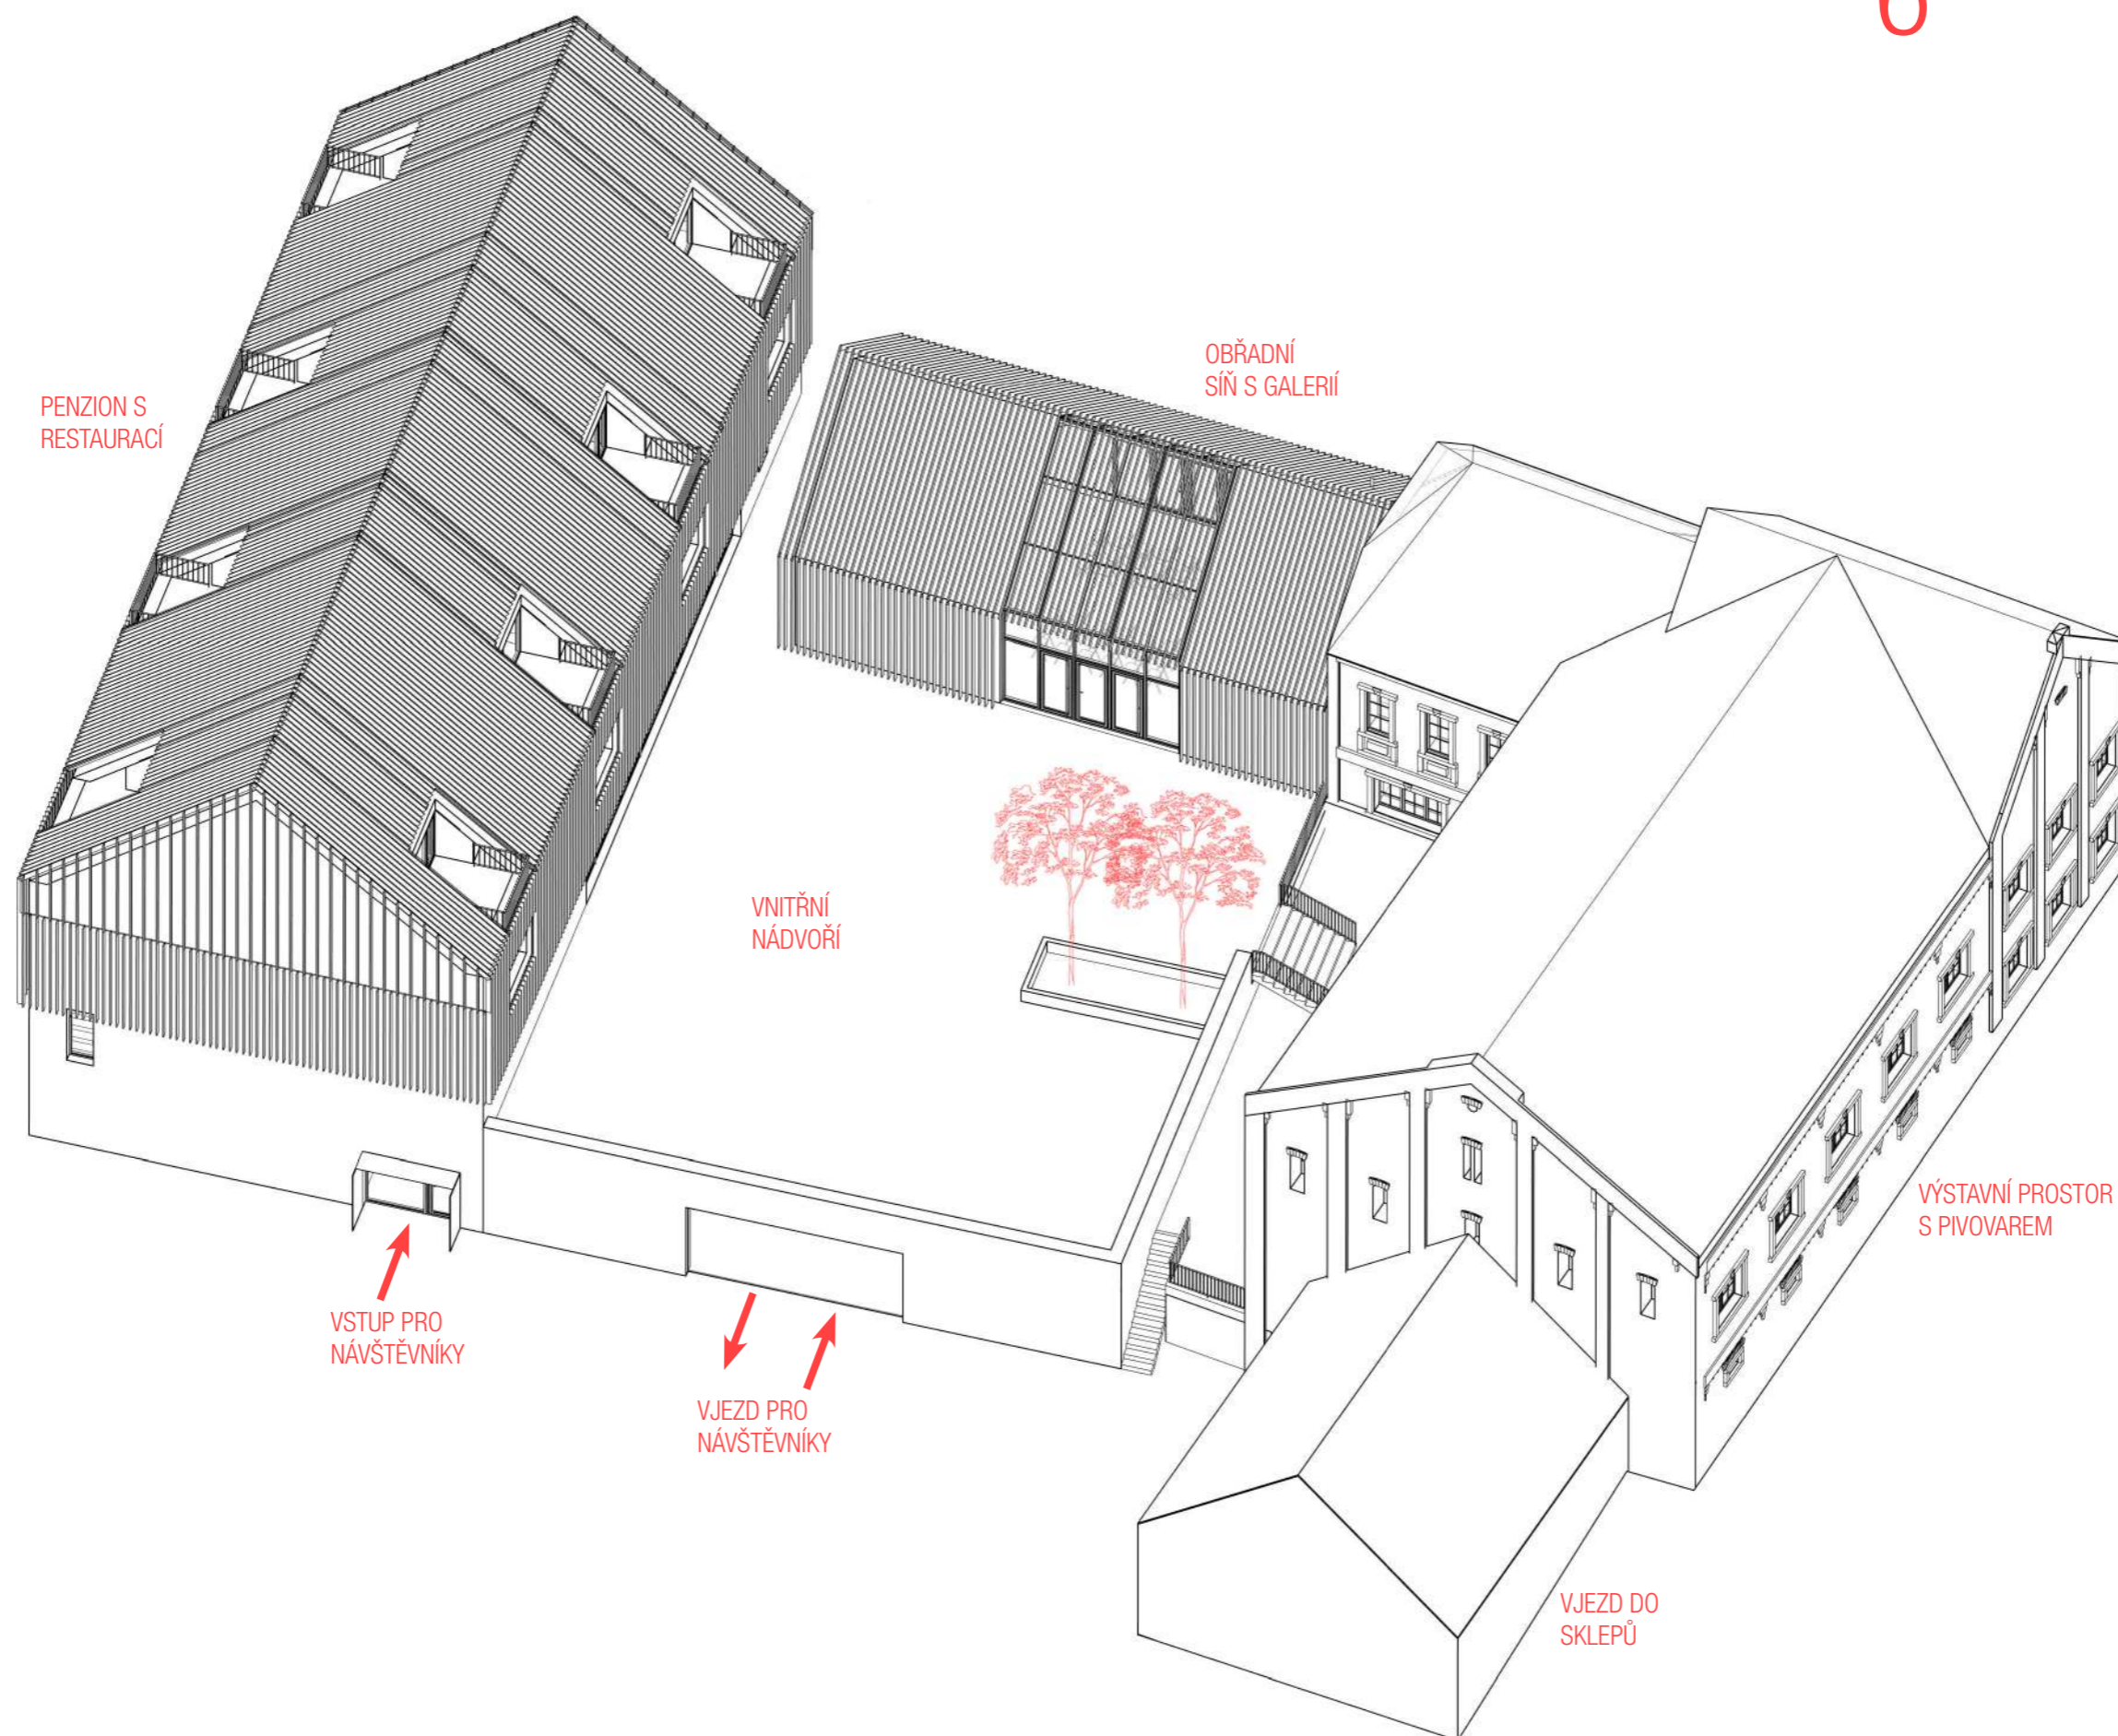 OBŘADNÍ
SÍŇ S GALERIÍ
PENZION S
RESTAURACÍ
VNITŘNÍ
NÁDVOŘÍ
VÝSTAVNÍ PROSTOR
S PIVOVAREM
VSTUP PRO
NÁVŠTĚVNÍKY
VJEZD PRO
NÁVŠTĚVNÍKY
VJEZD DO
SKLEPŮ